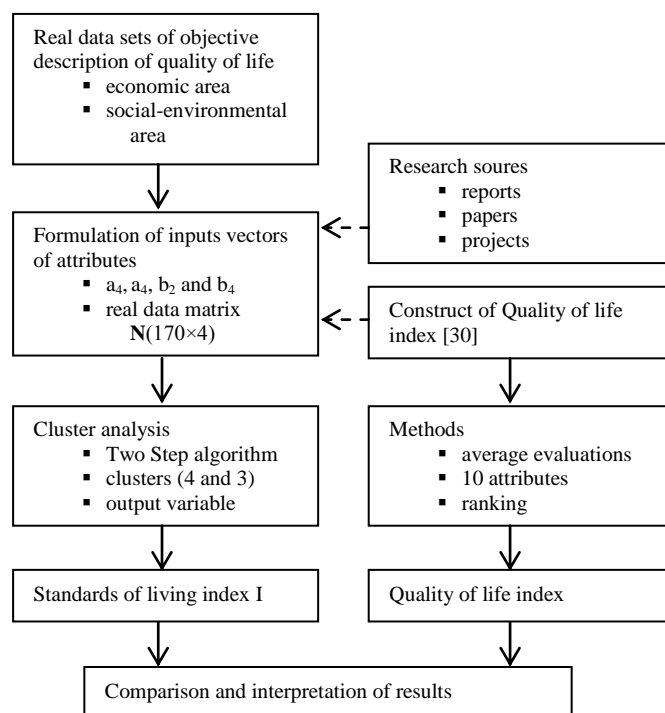 Real data sets of objective
description of quality of life
▪ economic area
▪ social-environmental
area
Research soures
▪ reports
▪ papers
▪ projects
Formulation of inputs vectors
of attributes
▪ a₄, a₄, b₂ and b₄
▪ real data matrix
N(170×4)
Construct of Quality of life
index [30]
Cluster analysis
▪ Two Step algorithm
▪ clusters (4 and 3)
▪ output variable
Methods
▪ average evaluations
▪ 10 attributes
▪ ranking
Standards of living index I
Quality of life index
Comparison and interpretation of results